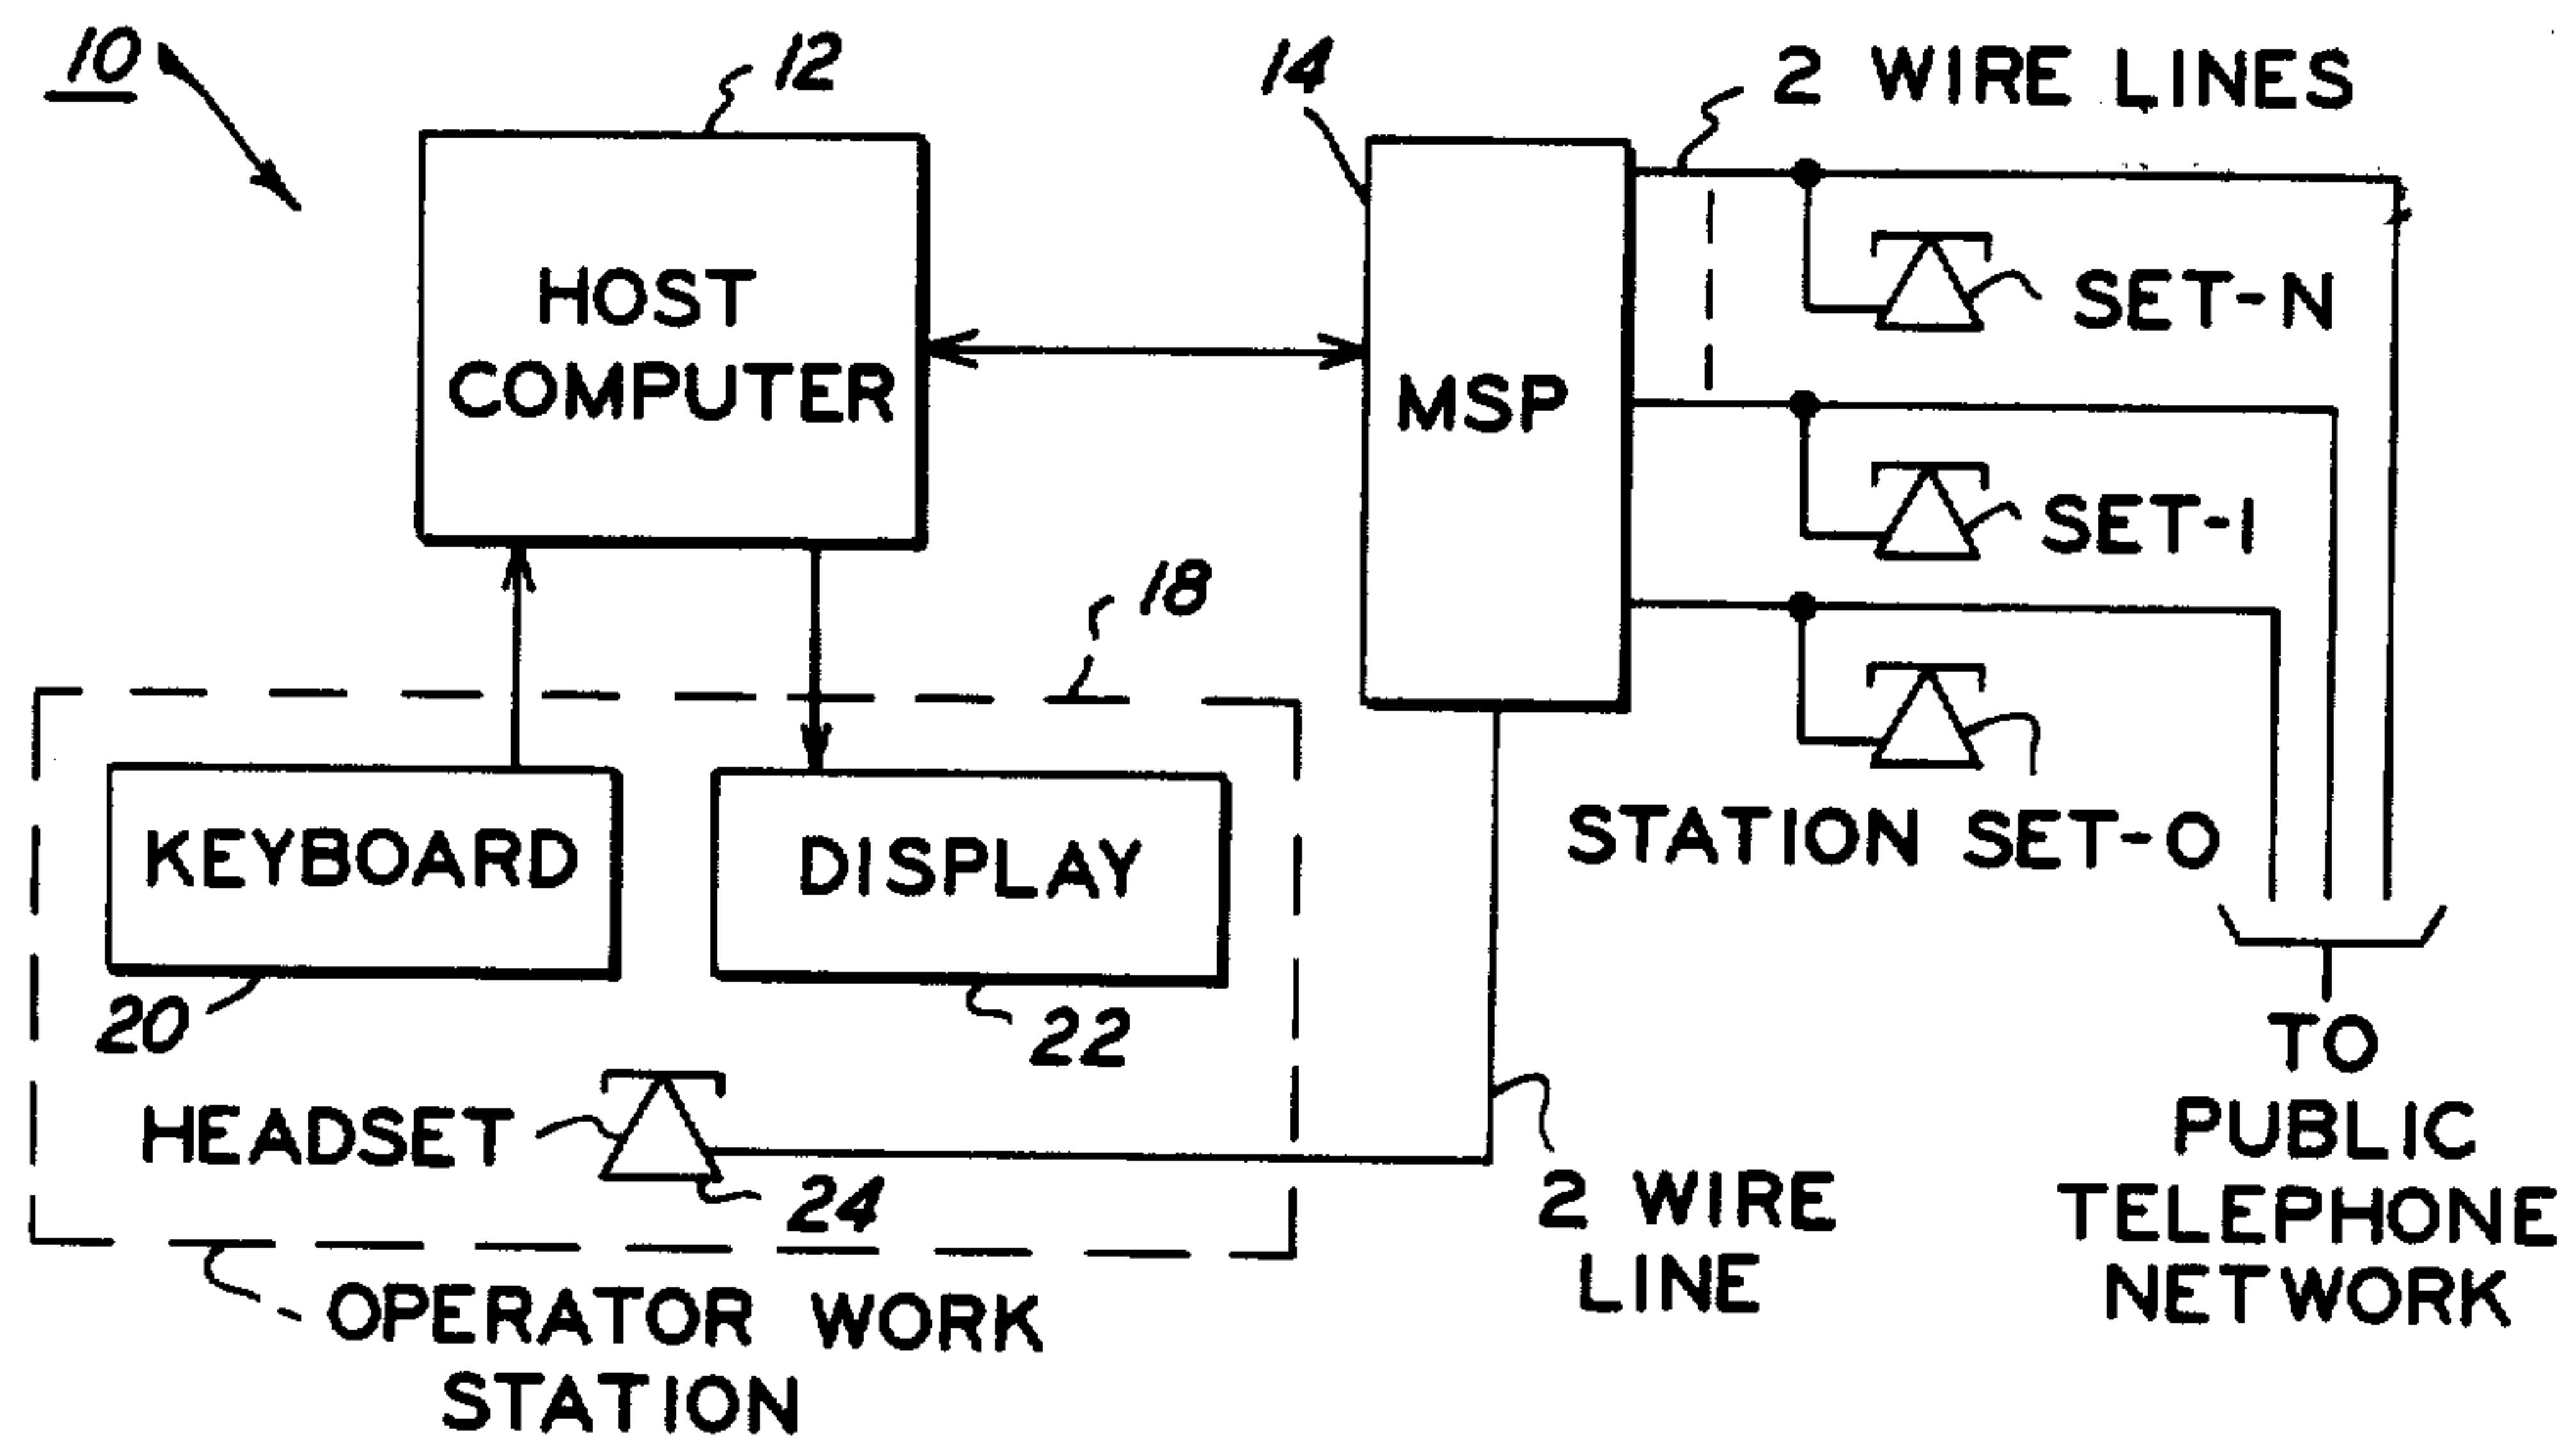 10
12
14
2 WIRE LINES
HOST
COMPUTER
MSP
SET-N
SET-1
STATION SET-O
18
KEYBOARD
DISPLAY
20
22
HEADSET
24
2 WIRE
LINE
TO
PUBLIC
TELEPHONE
NETWORK
OPERATOR WORK
STATION